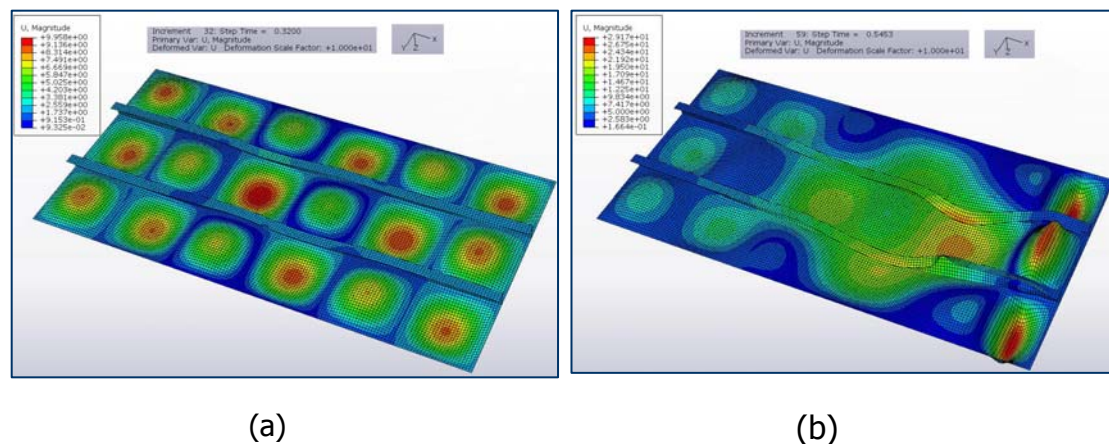 U, Magnitude
+9.958e+00
+9.136e+00
+8.314e+00
+7.491e+00
+6.669e+00
+5.847e+00
+5.025e+00
+4.203e+00
+3.381e+00
+2.559e+00
+1.737e+00
+9.153e-01
+9.325e-02
Increment 32: Step Time = 0.3200
Primary Var: U, Magnitude
Deformed Var: U Deformation Scale Factor: +1.000e+01
Y Z X
U, Magnitude
+2.917e+01
+2.675e+01
+2.434e+01
+2.192e+01
+1.950e+01
+1.709e+01
+1.467e+01
+1.225e+01
+9.834e+00
+7.417e+00
+5.000e+00
+2.583e+00
+1.664e-01
Increment 59: Step Time = 0.5453
Primary Var: U, Magnitude
Deformed Var: U Deformation Scale Factor: +1.000e+01
Y Z X
(a)
(b)